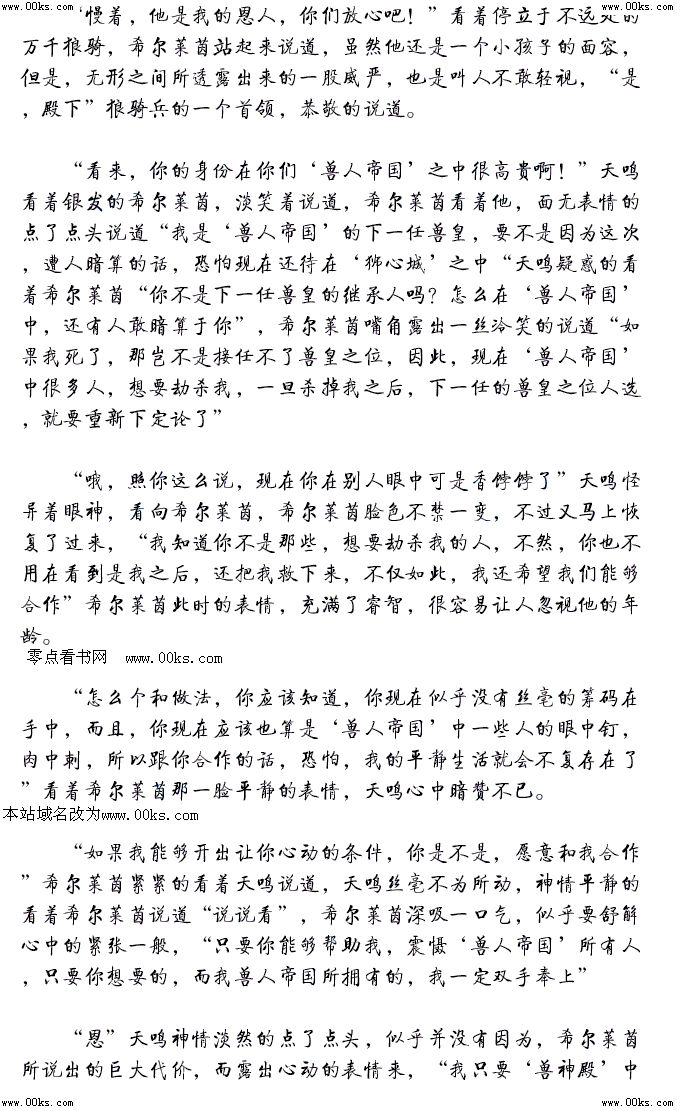 www.00ks.com www.00ks.com
“慢着，他是我的恩人，你们放心吧！”看着停立于不远处的
万千狼骑，希尔莱茵站起来说道，虽然他还是一个小孩子的面容，
但是，无形之间所透露出来的一股威严，也是叫人不敢轻视，“是
，殿下”狼骑兵的一个首领，恭敬的说道。
“看来，你的身份在你们‘兽人帝国’之中很高贵啊！”天鸣
看着银发的希尔莱茵，淡笑着说道，希尔莱茵看着他，面无表情的
点了点头说道“我是‘兽人帝国’的下一任兽皇，要不是因为这次
，遭人暗算的话，恐怕现在还待在‘狮心城’之中“天鸣疑惑的看
着希尔莱茵“你不是下一任兽皇的继承人吗？怎么在‘兽人帝国’
中，还有人敢暗算于你”，希尔莱茵嘴角露出一丝冷笑的说道“如
果我死了，那岂不是接任不了兽皇之位，因此，现在‘兽人帝国’
中很多人，想要劫杀我，一旦杀掉我之后，下一任的兽皇之位人选
，就要重新下定论了”
“哦，照你这么说，现在你在别人眼中可是香饽饽了”天鸣怪
异着眼神，看向希尔莱茵，希尔莱茵脸色不禁一变，不过又马上恢
复了过来，“我知道你不是那些，想要劫杀我的人，不然，你也不
用在看到是我之后，还把我救下来，不仅如此，我还希望我们能够
合作”希尔莱茵此时的表情，充满了睿智，很容易让人忽视他的年
龄。
零点看书网 www.00ks.com
“怎么个和做法，你应该知道，你现在似乎没有丝毫的筹码在
手中，而且，你现在应该也算是‘兽人帝国’中一些人的眼中钉，
肉中刺，所以跟你合作的话，恐怕，我的平静生活就会不复存在了
”看着希尔莱茵那一脸平静的表情，天鸣心中暗赞不已。
本站域名改为www.00ks.com
“如果我能够开出让你心动的条件，你是不是，愿意和我合作
”希尔莱茵紧紧的看着天鸣说道，天鸣丝毫不为所动，神情平静的
看着希尔莱茵说道“说说看”，希尔莱茵深吸一口气，似乎要舒解
心中的紧张一般，“只要你能够帮助我，震慑‘兽人帝国’所有人
，只要你想要的，而我兽人帝国所拥有的，我一定双手奉上”
“恩”天鸣神情淡然的点了点头，似乎并没有因为，希尔莱茵
所说出的巨大代价，而露出心动的表情来，“我只要‘兽神殿’中
www.00ks.com www.00ks.com